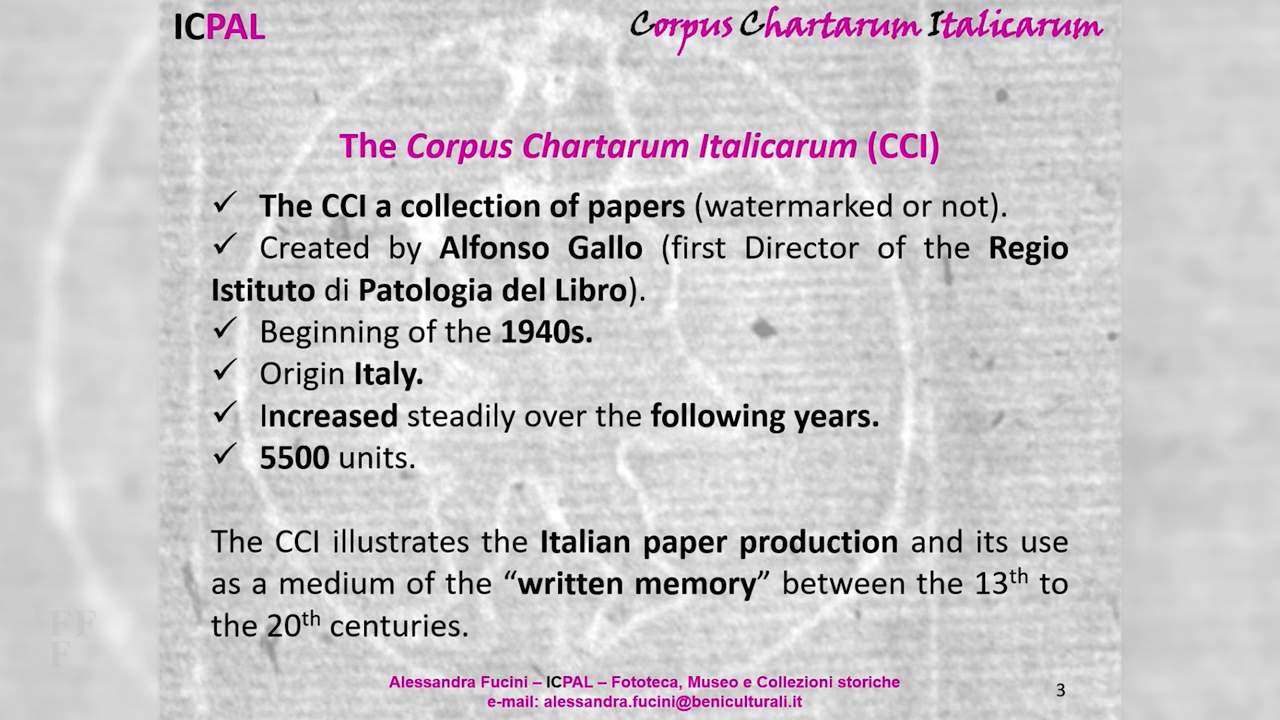 ICPAL
Corpus Chartarum Italicarum
The Corpus Chartarum Italicarum (CCI)
✓ The CCI a collection of papers (watermarked or not).
✓ Created by Alfonso Gallo (first Director of the Regio
Istituto di Patologia del Libro).
✓ Beginning of the 1940s.
✓ Origin Italy.
✓ Increased steadily over the following years.
✓ 5500 units.
The CCI illustrates the Italian paper production and its use
as a medium of the “written memory” between the 13th to
the 20th centuries.
FF
F
Alessandra Fucini – ICPAL – Fototeca, Museo e Collezioni storiche
e-mail: alessandra.fucini@beniculturali.it
3